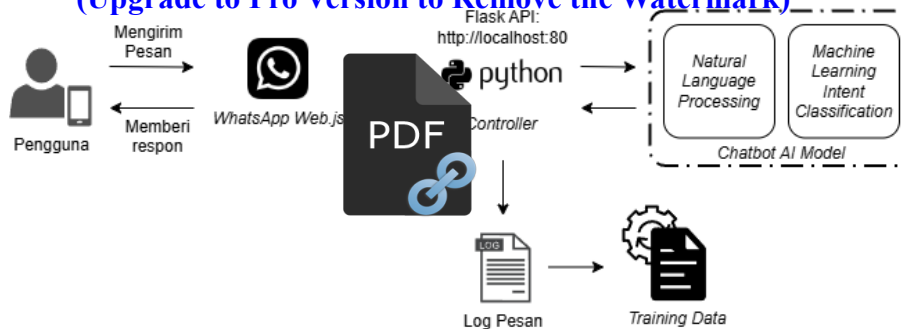 (Upgrade to Pro Version to Remove the Watermark)
Mengirim
Pesan
Memberi
respon
Pengguna
WhatsApp Web.js
PDF
Flask API:
http://localhost:80
python
Controller
Natural
Language
Processing
Machine
Learning
Intent
Classification
Chatbot AI Model
LOG
Log Pesan
Training Data